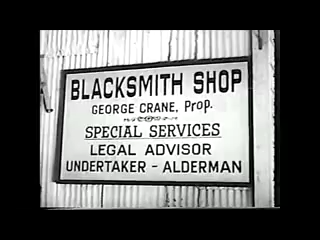 BLACKSMITH SHOP
GEORGE CRANE, Prop.
SPECIAL SERVICES
LEGAL ADVISOR
UNDERTAKER - ALDERMAN